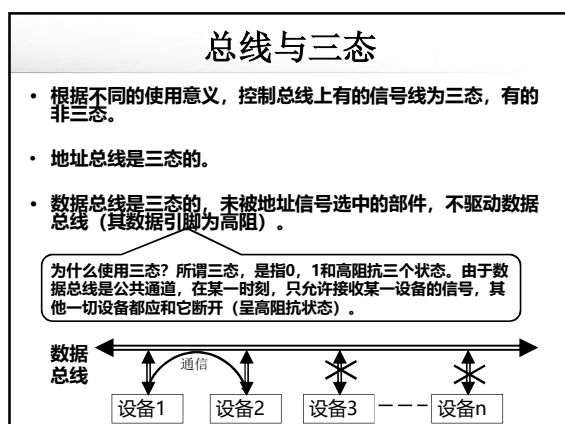 总线与三态
• 根据不同的使用意义，控制总线上有的信号线为三态，有的
非三态。
• 地址总线是三态的。
• 数据总线是三态的，未被地址信号选中的部件，不驱动数据
总线（其数据引脚为高阻）。
为什么使用三态？所谓三态，是指0，1和高阻抗三个状态。由于数
据总线是公共通道，在某一时刻，只允许接收某一设备的信号，其
他一切设备都应和它断开（呈高阻抗状态）。
数据
总线
通信
设备1 设备2 设备3 设备n